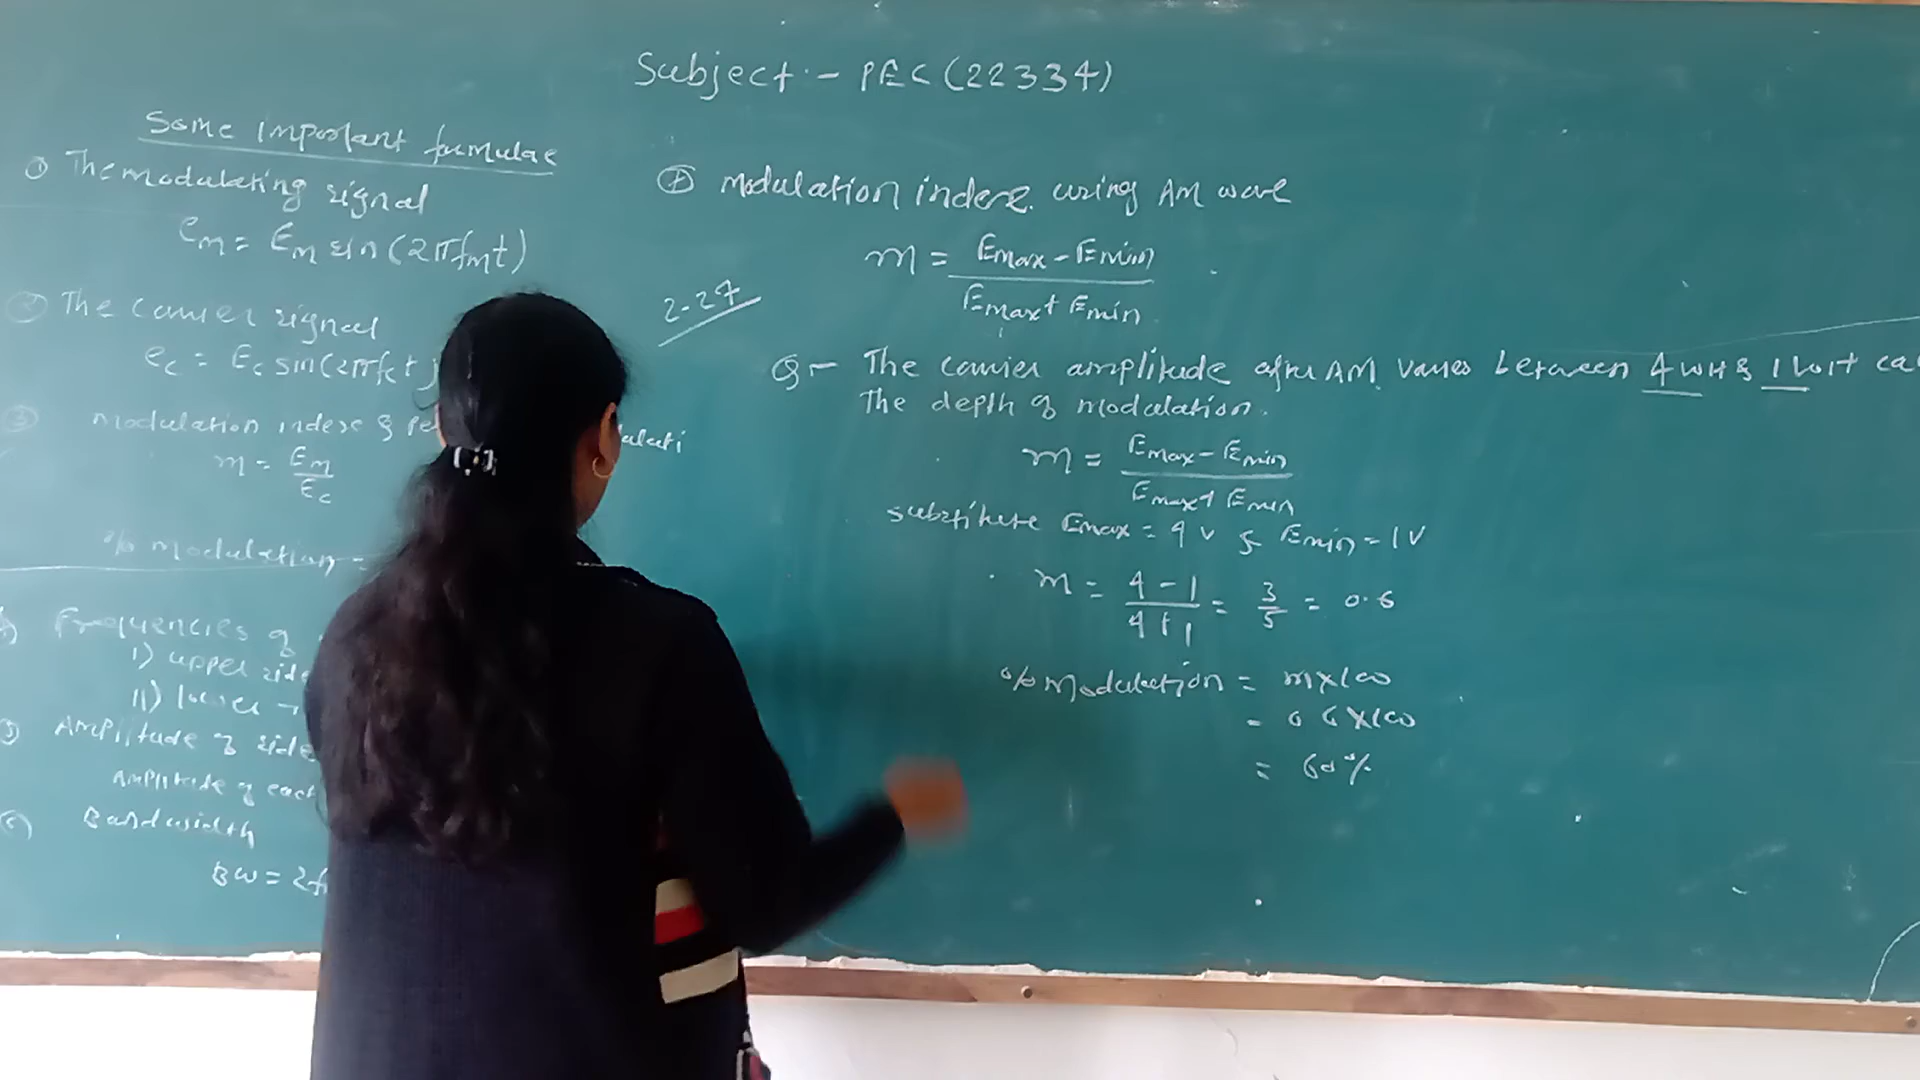 Subject :- PEC (22334)
Some important formulae
① The modulating signal
em = Em sin (2πfmt)
② The carrier signal
ec = Ec sin(2πfct)
③ modulation index &
m = Em/Ec
% modulation =
Frequencies of
i) upper side
ii) lower
Amplitude of side
Amplitude of each
Bandwidth
BW = 2f
⑦ modulation index using AM wave
m = Emax - Emin / Emax + Emin
2-27
Q:- The carrier amplitude after AM varies between 4 volt & 1 volt ca
The depth of modulation.
m = Emax - Emin / Emax + Emin
substitute Emax = 4 V & Emin = 1 V
m = 4 - 1 / 4 + 1 = 3/5 = 0.6
% Modulation = m x 100
= 0.6 X 100
= 60 %